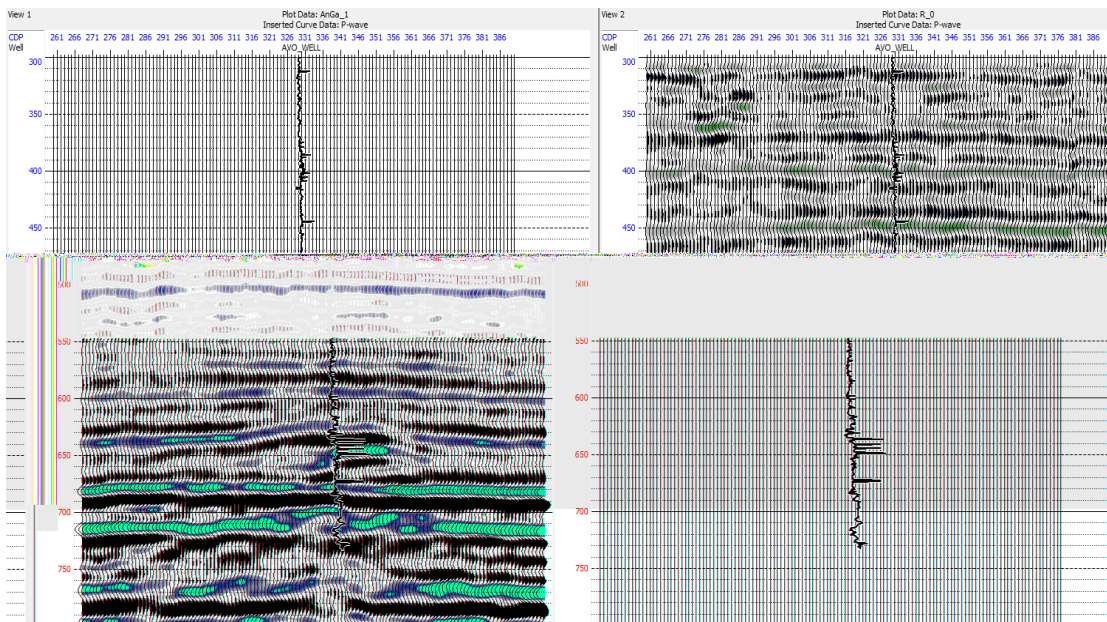 View 1
Plot Data: AnGa_1
Inserted Curve Data: P-wave
CDP 261 266 271 276 281 286 291 296 301 306 311 316 321 326 331 336 341 346 351 356 361 366 371 376 381 386
Well AVO_WELL
300
350
400
450
500
550
600
650
700
750
View 2
Plot Data: R_0
Inserted Curve Data: P-wave
CDP 261 266 271 276 281 286 291 296 301 306 311 316 321 326 331 336 341 346 351 356 361 366 371 376 381 386
Well AVO_WELL
300
350
400
450
500
550
600
650
700
750